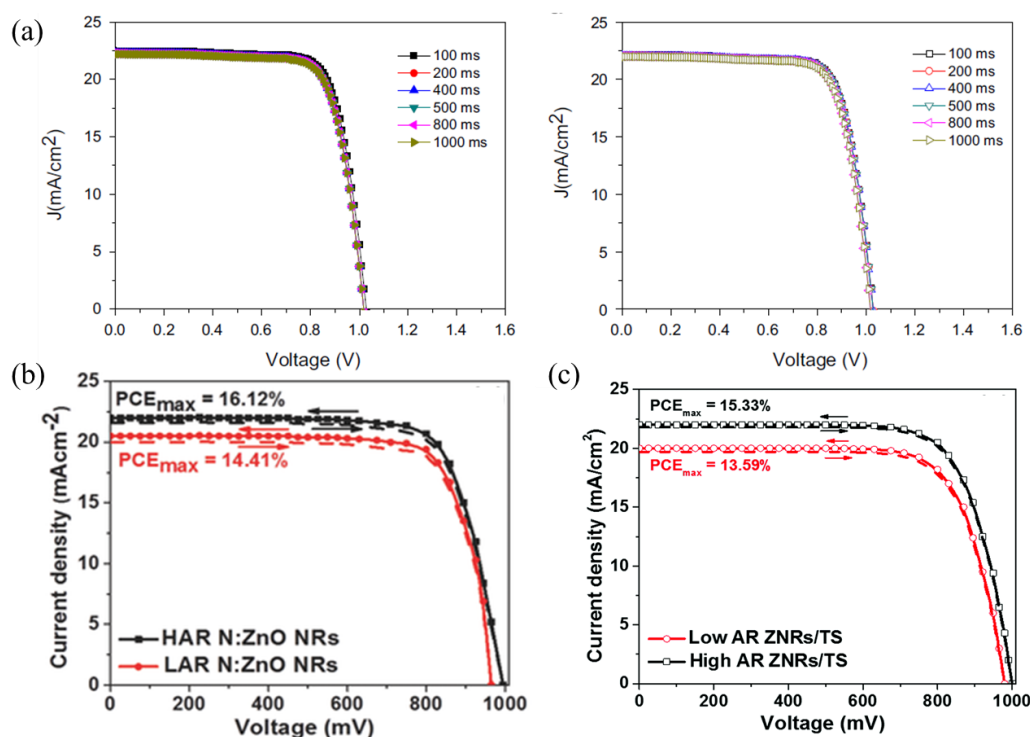 (a)
25
20
15
10
5
0
J(mA/cm²)
100 ms
200 ms
400 ms
500 ms
800 ms
1000 ms
0.0 0.2 0.4 0.6 0.8 1.0 1.2 1.4 1.6
Voltage (V)
25
20
15
10
5
0
J(mA/cm²)
100 ms
200 ms
400 ms
500 ms
800 ms
1000 ms
0.0 0.2 0.4 0.6 0.8 1.0 1.2 1.4 1.6
Voltage (V)
(b)
25
20
15
10
5
0
Current density (mAcm⁻²)
PCEmax = 16.12%
PCEmax = 14.41%
HAR N:ZnO NRs
LAR N:ZnO NRs
0 200 400 600 800 1000
Voltage (mV)
(c)
25
20
15
10
5
0
Current density (mA/cm²)
PCEmax = 15.33%
PCEmax = 13.59%
Low AR ZNRs/TS
High AR ZNRs/TS
0 200 400 600 800 1000
Voltage (mV)